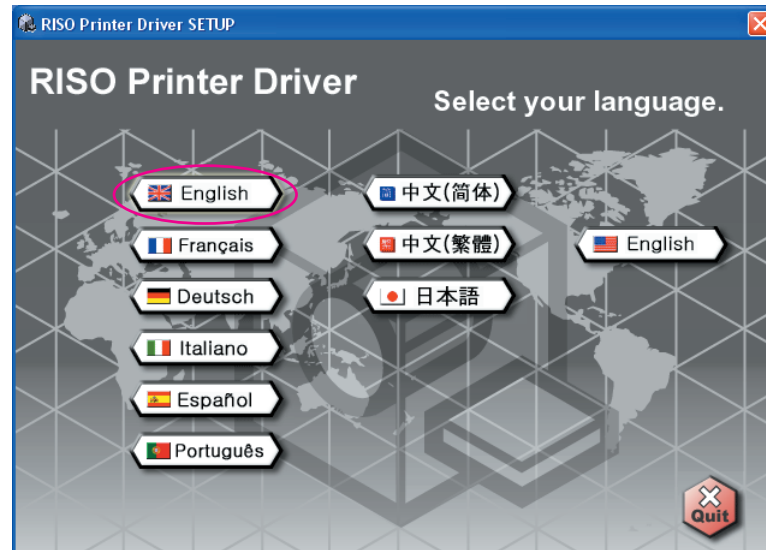 RISO Printer Driver SETUP
RISO Printer Driver
Select your language.
English
Français
Deutsch
Italiano
Español
Português
中文(简体)
中文(繁體)
日本語
English
Quit